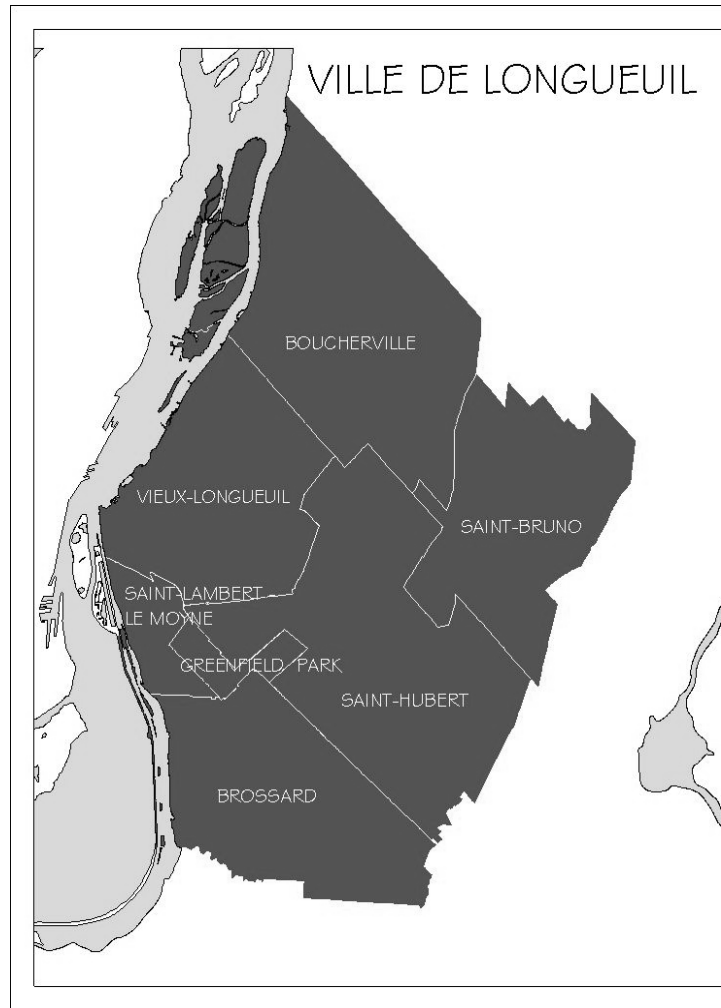 VILLE DE LONGUEUIL
BOUCHERVILLE
VIEUX-LONGUEUIL
SAINT-BRUNO
SAINT-LAMBERT
LE MOYNE
GREENFIELD PARK
SAINT-HUBERT
BROSSARD